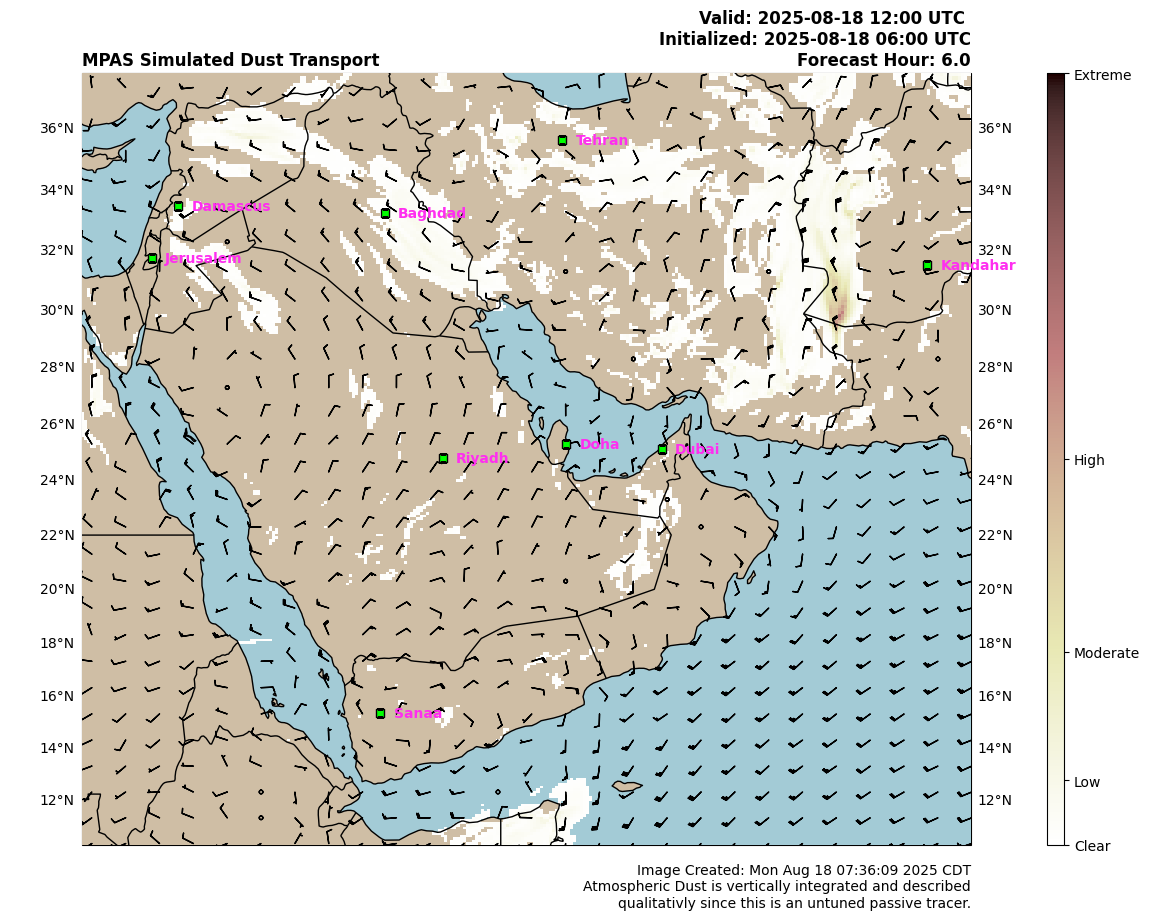 Valid: 2025-08-18 12:00 UTC
Initialized: 2025-08-18 06:00 UTC
MPAS Simulated Dust Transport
Forecast Hour: 6.0
Extreme
36°N
36°N
Tehran
34°N
34°N
Damascus
Baghdad
32°N
32°N
Jerusalem
Kandahar
30°N
30°N
28°N
28°N
26°N
26°N
Doha
Dubai
Riyadh
High
24°N
24°N
22°N
22°N
20°N
20°N
18°N
18°N
Moderate
16°N
16°N
Sanaa
14°N
14°N
Low
12°N
12°N
Clear
Image Created: Mon Aug 18 07:36:09 2025 CDT
Atmospheric Dust is vertically integrated and described
qualitativly since this is an untuned passive tracer.